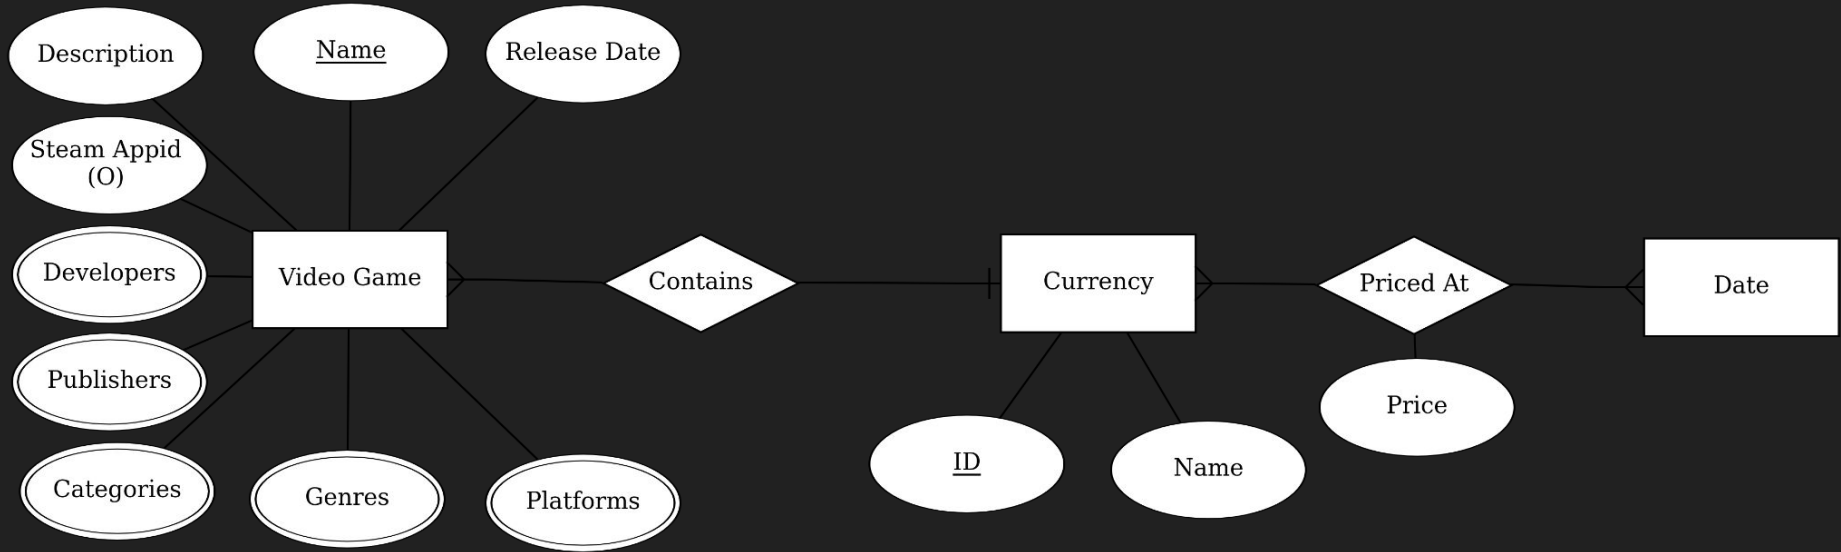 Description
Name
Release Date
Steam Appid
(O)
Developers
Video Game
Contains
Currency
Priced At
Date
Publishers
Price
Categories
Genres
Platforms
ID
Name